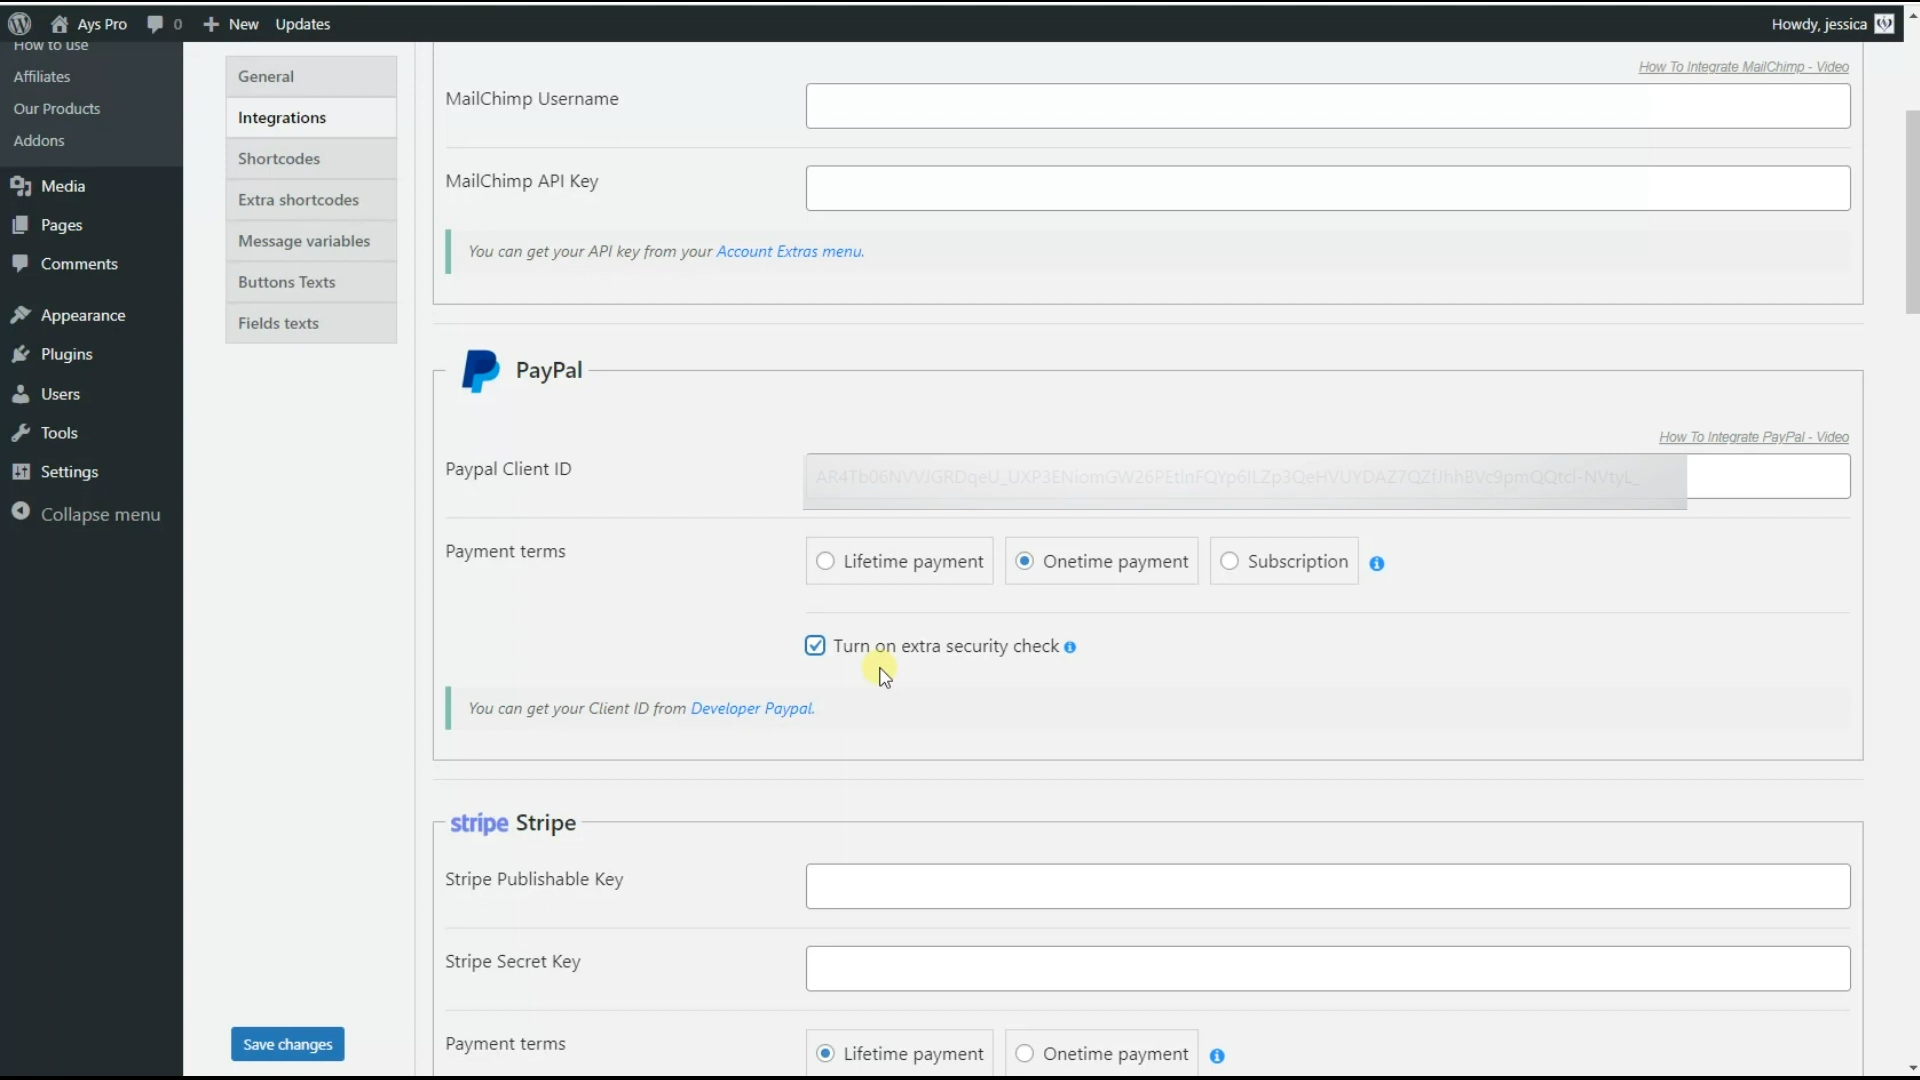 Ays Pro
0
New
Updates
Howdy, jessica
How to use
Affiliates
Our Products
Addons
Media
Pages
Comments
Appearance
Plugins
Users
Tools
Settings
Collapse menu
General
Integrations
Shortcodes
Extra shortcodes
Message variables
Buttons Texts
Fields texts
Save changes
How To Integrate MailChimp - Video
MailChimp Username
MailChimp API Key
You can get your API key from your Account Extras menu.
PayPal
How To Integrate PayPal - Video
Paypal Client ID
Payment terms
Lifetime payment
Onetime payment
Subscription
Turn on extra security check
You can get your Client ID from Developer Paypal.
stripe Stripe
Stripe Publishable Key
Stripe Secret Key
Payment terms
Lifetime payment
Onetime payment